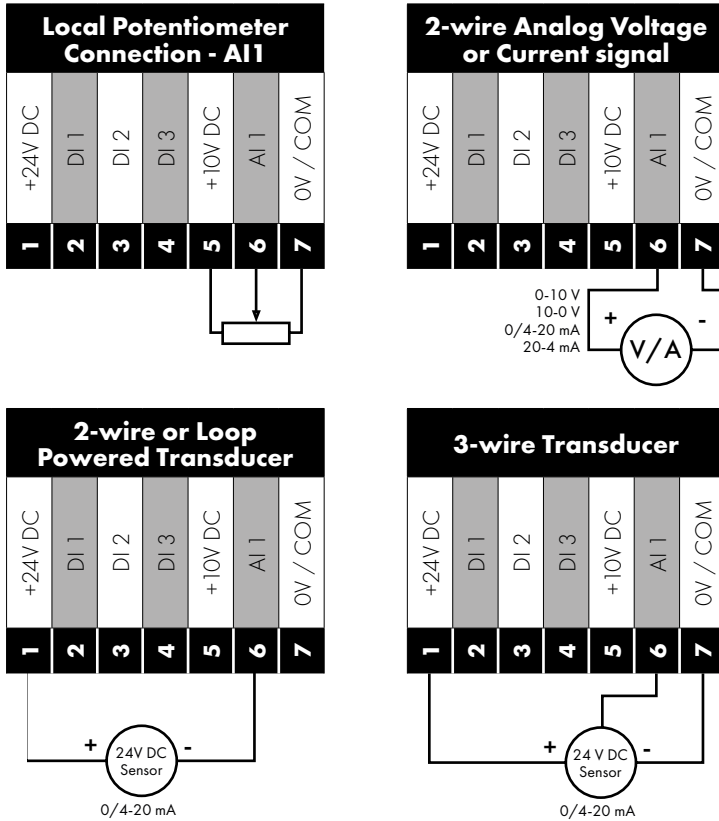 Local Potentiometer
Connection - AI1
+24V DC
DI 1
DI 2
DI 3
+10V DC
AI 1
0V / COM
1
2
3
4
5
6
7
2-wire Analog Voltage
or Current signal
+24V DC
DI 1
DI 2
DI 3
+10V DC
AI 1
0V / COM
1
2
3
4
5
6
7
0-10 V
10-0 V
0/4-20 mA
20-4 mA
+
V/A
-
2-wire or Loop
Powered Transducer
+24V DC
DI 1
DI 2
DI 3
+10V DC
AI 1
0V / COM
1
2
3
4
5
6
7
+
24V DC
Sensor
-
0/4-20 mA
3-wire Transducer
+24V DC
DI 1
DI 2
DI 3
+10V DC
AI 1
0V / COM
1
2
3
4
5
6
7
+
24 V DC
Sensor
-
0/4-20 mA